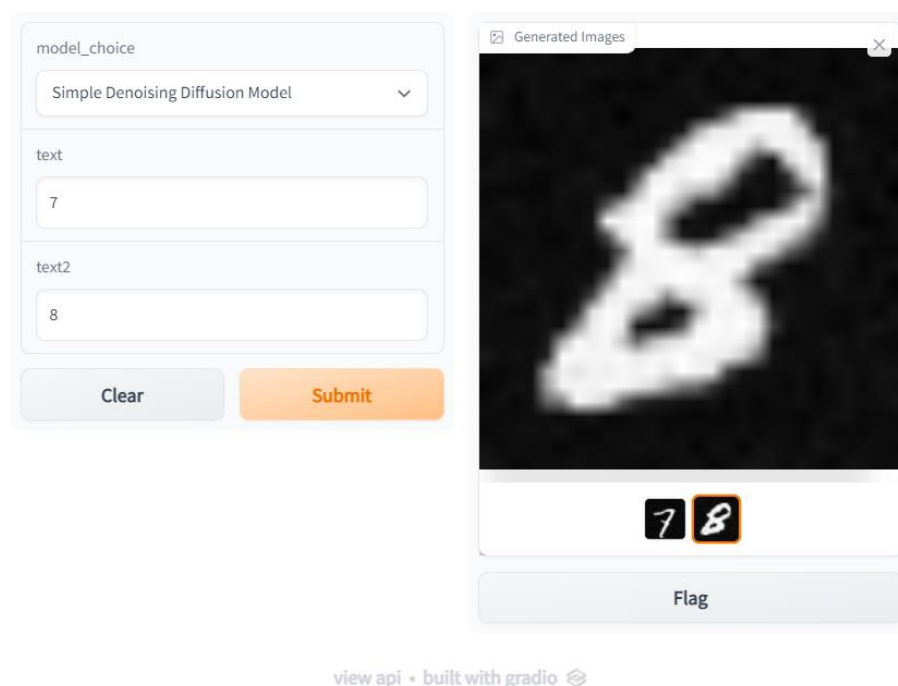 model_choice
Simple Denoising Diffusion Model
text
7
text2
8
Clear
Submit
Generated Images
8
7
8
Flag
view api • built with gradio